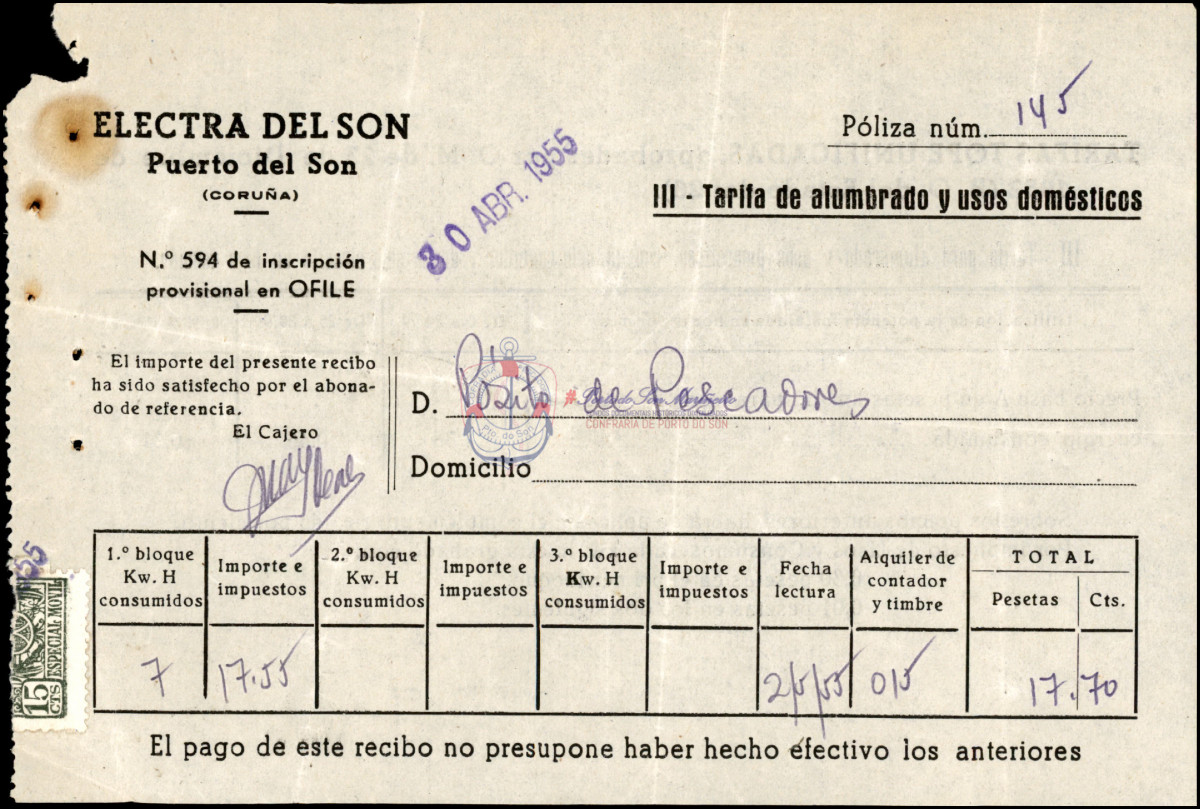 ELECTRA DEL SON
Puerto del Son
(CORUÑA)
N.º 594 de inscripción
provisional en OFILE
30 ABR. 1955
Póliza núm. 145
III - Tarifa de alumbrado y usos domésticos
El importe del presente recibo
ha sido satisfecho por el abona-
do de referencia.
El Cajero
D. Pósito de Pescadores
Pto. do Son
CONFRARIA DE PORTO DO SON
Domicilio
1.º bloque Kw. H consumidos
Importe e impuestos
2.º bloque Kw. H consumidos
Importe e impuestos
3.º bloque Kw. H consumidos
Importe e impuestos
Fecha lectura
Alquiler de contador y timbre
TOTAL
Pesetas Cts.
7 17.55 2/5/55 015 17.70
55
ESPECIAL MOVIL
15 CTS
El pago de este recibo no presupone haber hecho efectivo los anteriores